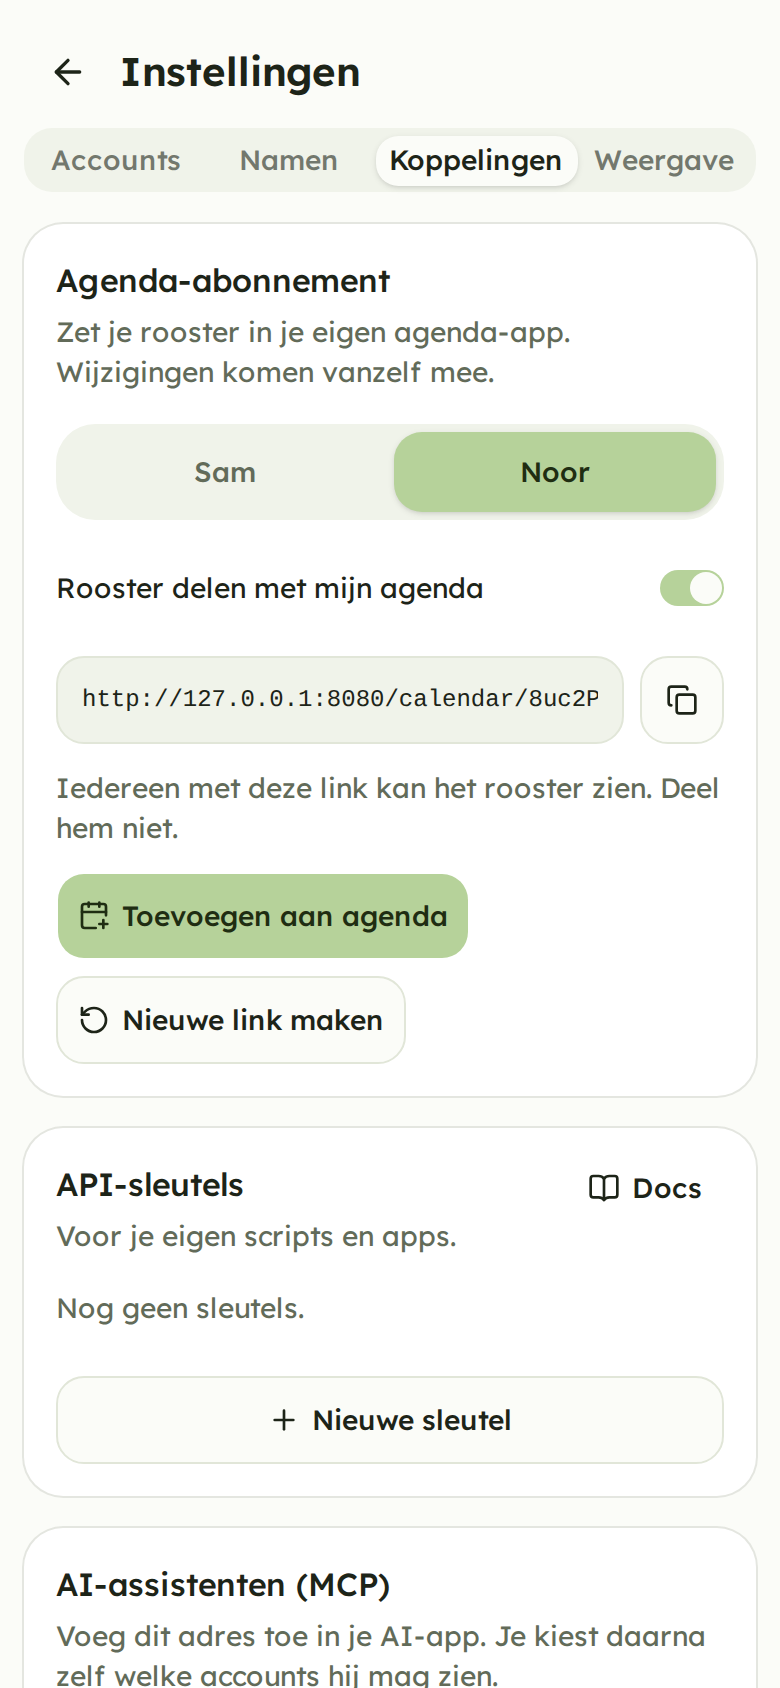 Instellingen
Accounts Namen Koppelingen Weergave
Agenda-abonnement
Zet je rooster in je eigen agenda-app.
Wijzigingen komen vanzelf mee.
Sam Noor
Rooster delen met mijn agenda
http://127.0.0.1:8080/calendar/8uc2P
Iedereen met deze link kan het rooster zien. Deel
hem niet.
Toevoegen aan agenda
Nieuwe link maken
API-sleutels Docs
Voor je eigen scripts en apps.
Nog geen sleutels.
Nieuwe sleutel
AI-assistenten (MCP)
Voeg dit adres toe in je AI-app. Je kiest daarna
zelf welke accounts hij mag zien.